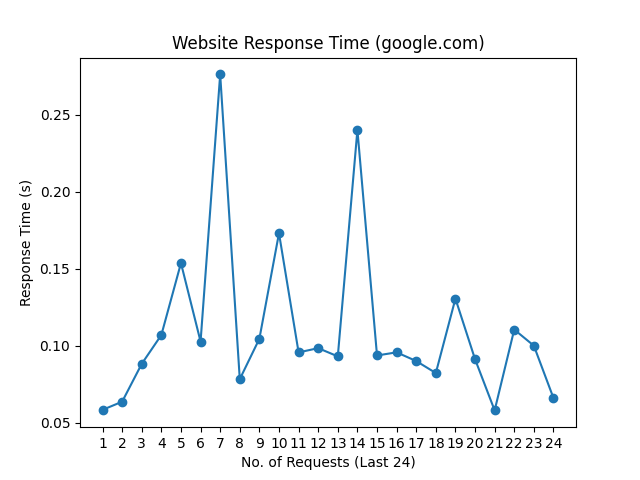 Website Response Time (google.com)
Response Time (s)
0.25
0.20
0.15
0.10
0.05
1 2 3 4 5 6 7 8 9 10 11 12 13 14 15 16 17 18 19 20 21 22 23 24
No. of Requests (Last 24)